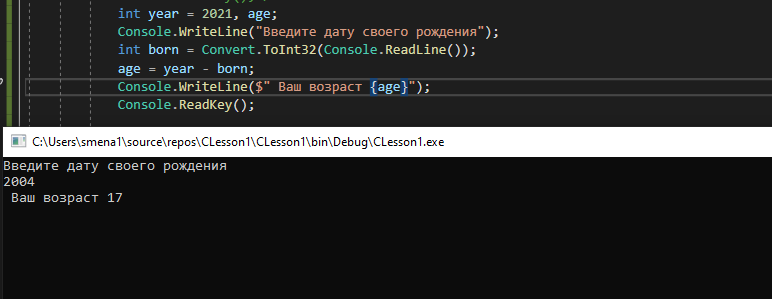 int year = 2021, age;
Console.WriteLine("Введите дату своего рождения");
int born = Convert.ToInt32(Console.ReadLine());
age = year - born;
Console.WriteLine($" Ваш возраст {age}");
Console.ReadKey();
C:\Users\smena1\source\repos\CLesson1\CLesson1\bin\Debug\CLesson1.exe
Введите дату своего рождения
2004
Ваш возраст 17